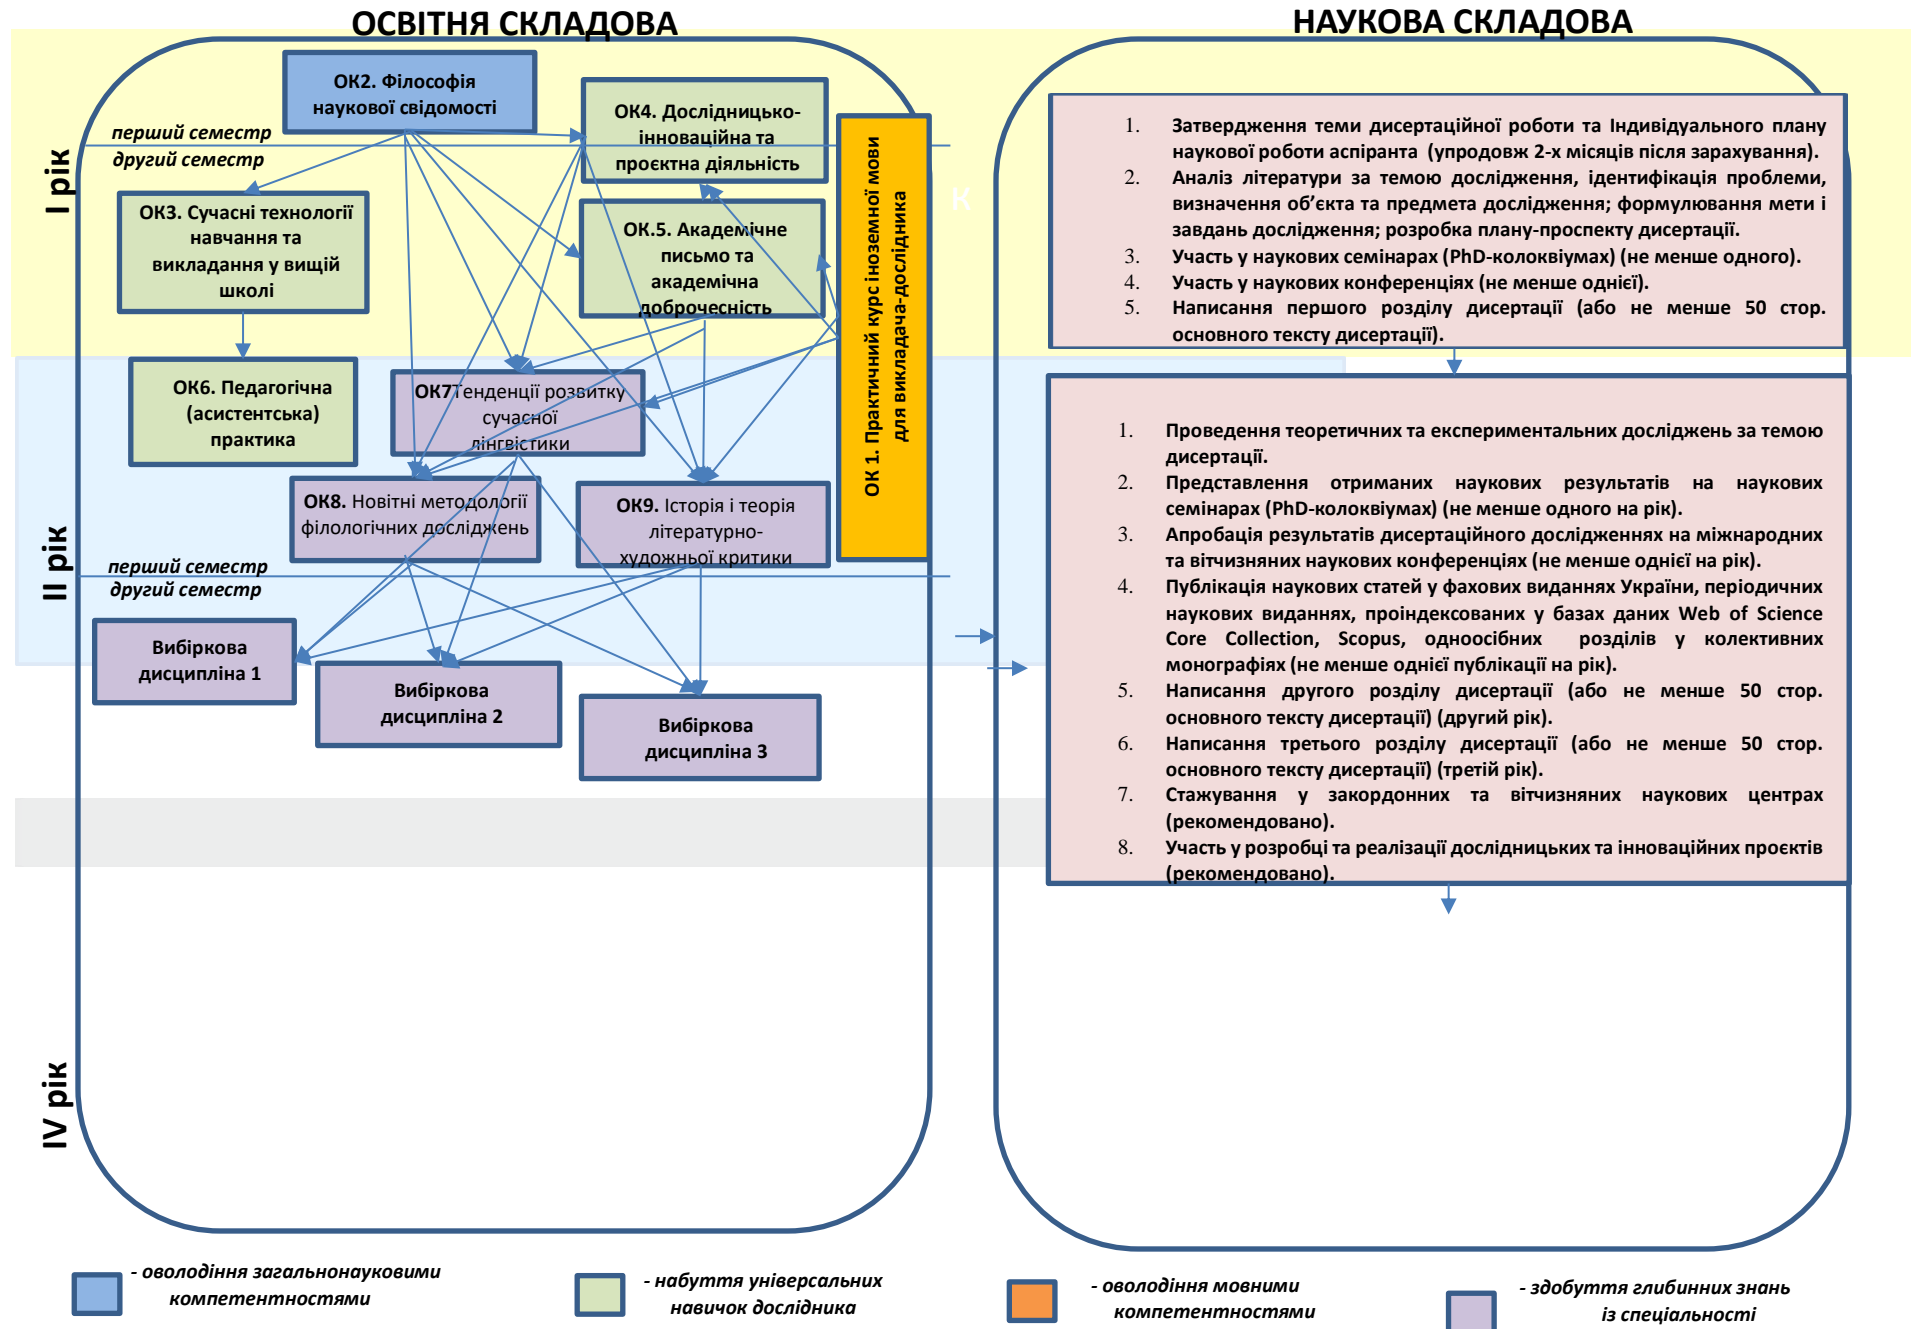 ОСВІТНЯ СКЛАДОВА
НАУКОВА СКЛАДОВА
І рік
ОК2. Філософія
наукової свідомості
перший семестр
другий семестр
ОК4. Дослідницько-
інноваційна та
проєктна діяльність
ОК3. Сучасні технології
навчання та
викладання у вищій
школі
ОК.5. Академічне
письмо та
академічна
доброчесність
ОК 1. Практичний курс іноземної мови
для викладача-дослідника
К
ІІ рік
ОК6. Педагогічна
(асистентська)
практика
ОК7Тенденції розвитку
сучасної
лінгвістики
ОК8. Новітні методології
філологічних досліджень
ОК9. Історія і теорія
літературно-
художньої критики
перший семестр
другий семестр
Вибіркова
дисципліна 1
Вибіркова
дисципліна 2
Вибіркова
дисципліна 3
IV рік
1. Затвердження теми дисертаційної роботи та Індивідуального плану
наукової роботи аспіранта (упродовж 2-х місяців після зарахування).
2. Аналіз літератури за темою дослідження, ідентифікація проблеми,
визначення об’єкта та предмета дослідження; формулювання мети і
завдань дослідження; розробка плану-проспекту дисертації.
3. Участь у наукових семінарах (PhD-колоквіумах) (не менше одного).
4. Участь у наукових конференціях (не менше однієї).
5. Написання першого розділу дисертації (або не менше 50 стор.
основного тексту дисертації).
1. Проведення теоретичних та експериментальних досліджень за темою
дисертації.
2. Представлення отриманих наукових результатів на наукових
семінарах (PhD-колоквіумах) (не менше одного на рік).
3. Апробація результатів дисертаційного дослідженнях на міжнародних
та вітчизняних наукових конференціях (не менше однієї на рік).
4. Публікація наукових статей у фахових виданнях України, періодичних
наукових виданнях, проіндексованих у базах даних Web of Science
Core Collection, Scopus, одноосібних розділів у колективних
монографіях (не менше однієї публікації на рік).
5. Написання другого розділу дисертації (або не менше 50 стор.
основного тексту дисертації) (другий рік).
6. Написання третього розділу дисертації (або не менше 50 стор.
основного тексту дисертації) (третій рік).
7. Стажування у закордонних та вітчизняних наукових центрах
(рекомендовано).
8. Участь у розробці та реалізації дослідницьких та інноваційних проєктів
(рекомендовано).
- оволодіння загальнонауковими
компетентностями
- набуття універсальних
навичок дослідника
- оволодіння мовними
компетентностями
- здобуття глибинних знань
із спеціальності